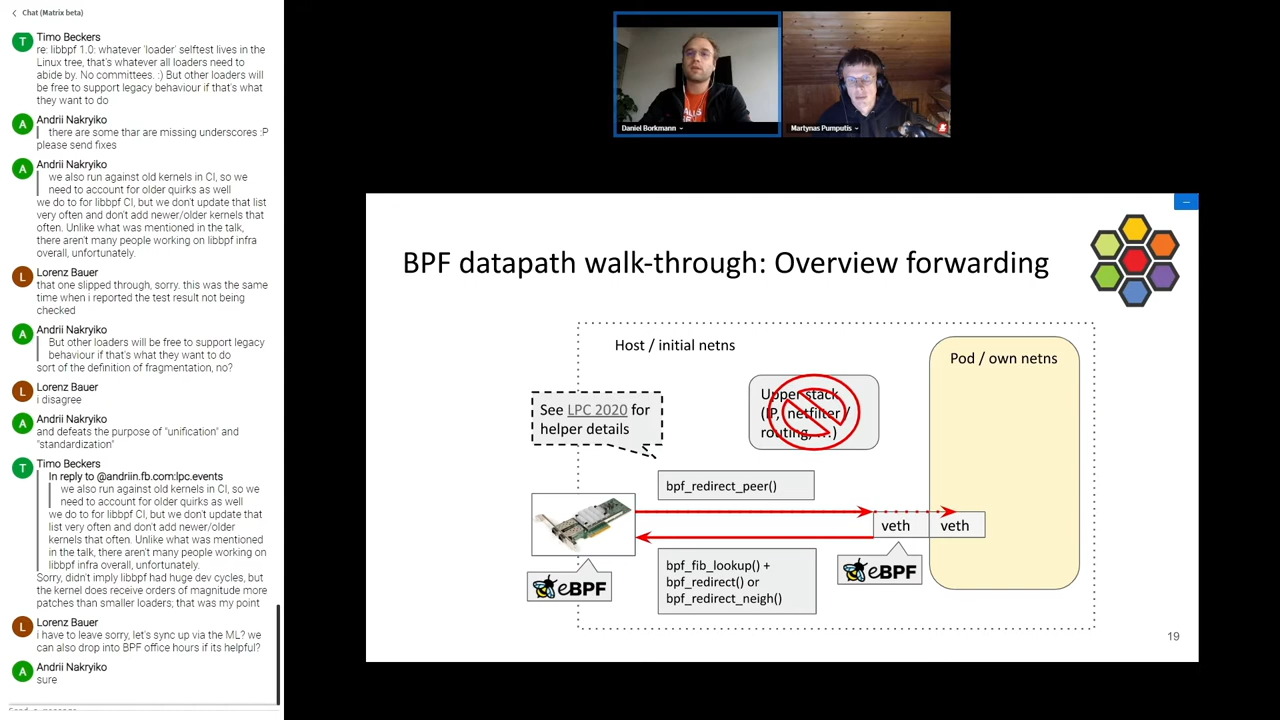 Chat (Matrix beta)
Timo Beckers
re: libbpf 1.0: whatever 'loader' selftest lives in the
Linux tree, that's whatever all loaders need to
abide by. No committees. :) But other loaders will
be free to support legacy behaviour if that's what
they want to do
Andrii Nakryiko
there are some thar are missing underscores :P
please send fixes
Andrii Nakryiko
we also run against old kernels in CI, so we
need to account for older quirks as well
we do to for libbpf CI, but we don't update that list
very often and don't add newer/older kernels that
often. Unlike what was mentioned in the talk,
there aren't many people working on libbpf infra
overall, unfortunately.
Lorenz Bauer
that one slipped through, sorry. this was the same
time when i reported the test result not being
checked
Andrii Nakryiko
But other loaders will be free to support legacy
behaviour if that's what they want to do
sort of the definition of fragmentation, no?
Lorenz Bauer
i disagree
Andrii Nakryiko
and defeats the purpose of "unification" and
"standardization"
Timo Beckers
In reply to @andriin.fb.com:lpc.events
we also run against old kernels in CI, so we
need to account for older quirks as well
we do to for libbpf CI, but we don't update that
list very often and don't add newer/older
kernels that often. Unlike what was mentioned
in the talk, there aren't many people working on
libbpf infra overall, unfortunately.
Sorry, didn't imply libbpf had huge dev cycles, but
the kernel does receive orders of magnitude more
patches than smaller loaders; that was my point
Lorenz Bauer
i have to leave sorry, let's sync up via the ML? we
can also drop into BPF office hours if its helpful?
Andrii Nakryiko
sure
Daniel Borkmann
Martynas Pumputis
BPF datapath walk-through: Overview forwarding
Host / initial netns
Pod / own netns
See LPC 2020 for
helper details
Upper stack
(IP, netfilter /
routing, …)
bpf_redirect_peer()
veth
veth
bpf_fib_lookup() +
bpf_redirect() or
bpf_redirect_neigh()
eBPF
eBPF
19